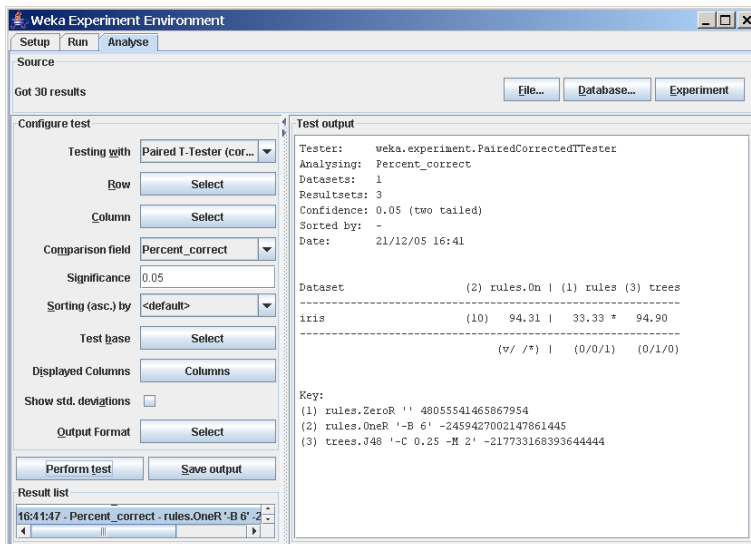 Weka Experiment Environment
Setup Run Analyse
Source
Got 30 results
File... Database... Experiment
Configure test
Testing with Paired T-Tester (cor...
Row Select
Column Select
Comparison field Percent_correct
Significance 0.05
Sorting (asc.) by <default>
Test base Select
Displayed Columns Columns
Show std. deviations
Output Format Select
Perform test Save output
Result list
16:41:47 - Percent_correct - rules.OneR '-B 6' -2
Test output
Tester: weka.experiment.PairedCorrectedTTester
Analysing: Percent_correct
Datasets: 1
Resultsets: 3
Confidence: 0.05 (two tailed)
Sorted by: -
Date: 21/12/05 16:41
Dataset (2) rules.On | (1) rules (3) trees
----------------------------------------------------------
iris (10) 94.31 | 33.33 * 94.90
----------------------------------------------------------
(v/ /*) | (0/0/1) (0/1/0)
Key:
(1) rules.ZeroR '' 48055541465867954
(2) rules.OneR '-B 6' -2459427002147861445
(3) trees.J48 '-C 0.25 -M 2' -217733168393644444